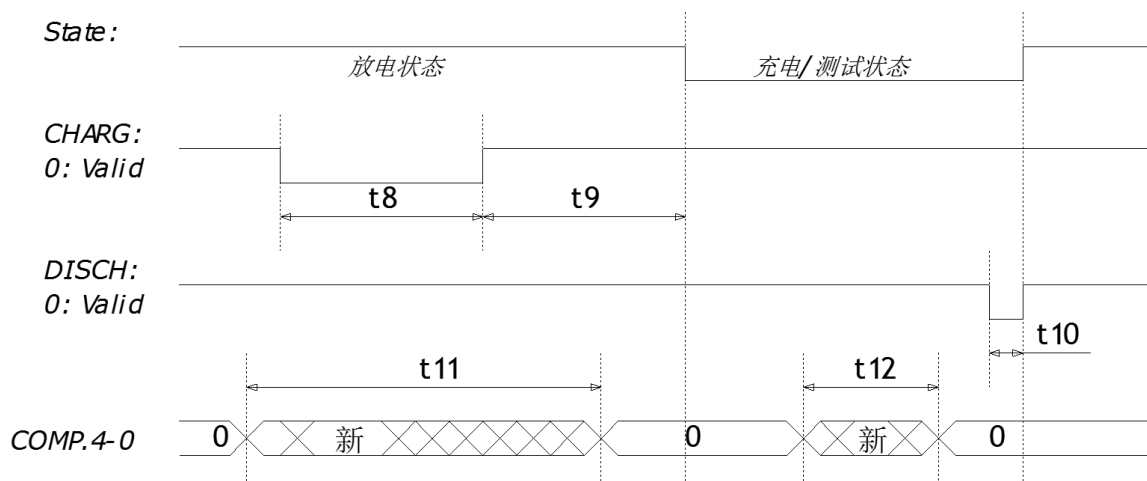 State:
放电状态
充电/测试状态
CHARG:
0: Valid
t8
t9
DISCH:
0: Valid
t10
t11
t12
COMP.4-0
0
新
0
新
0